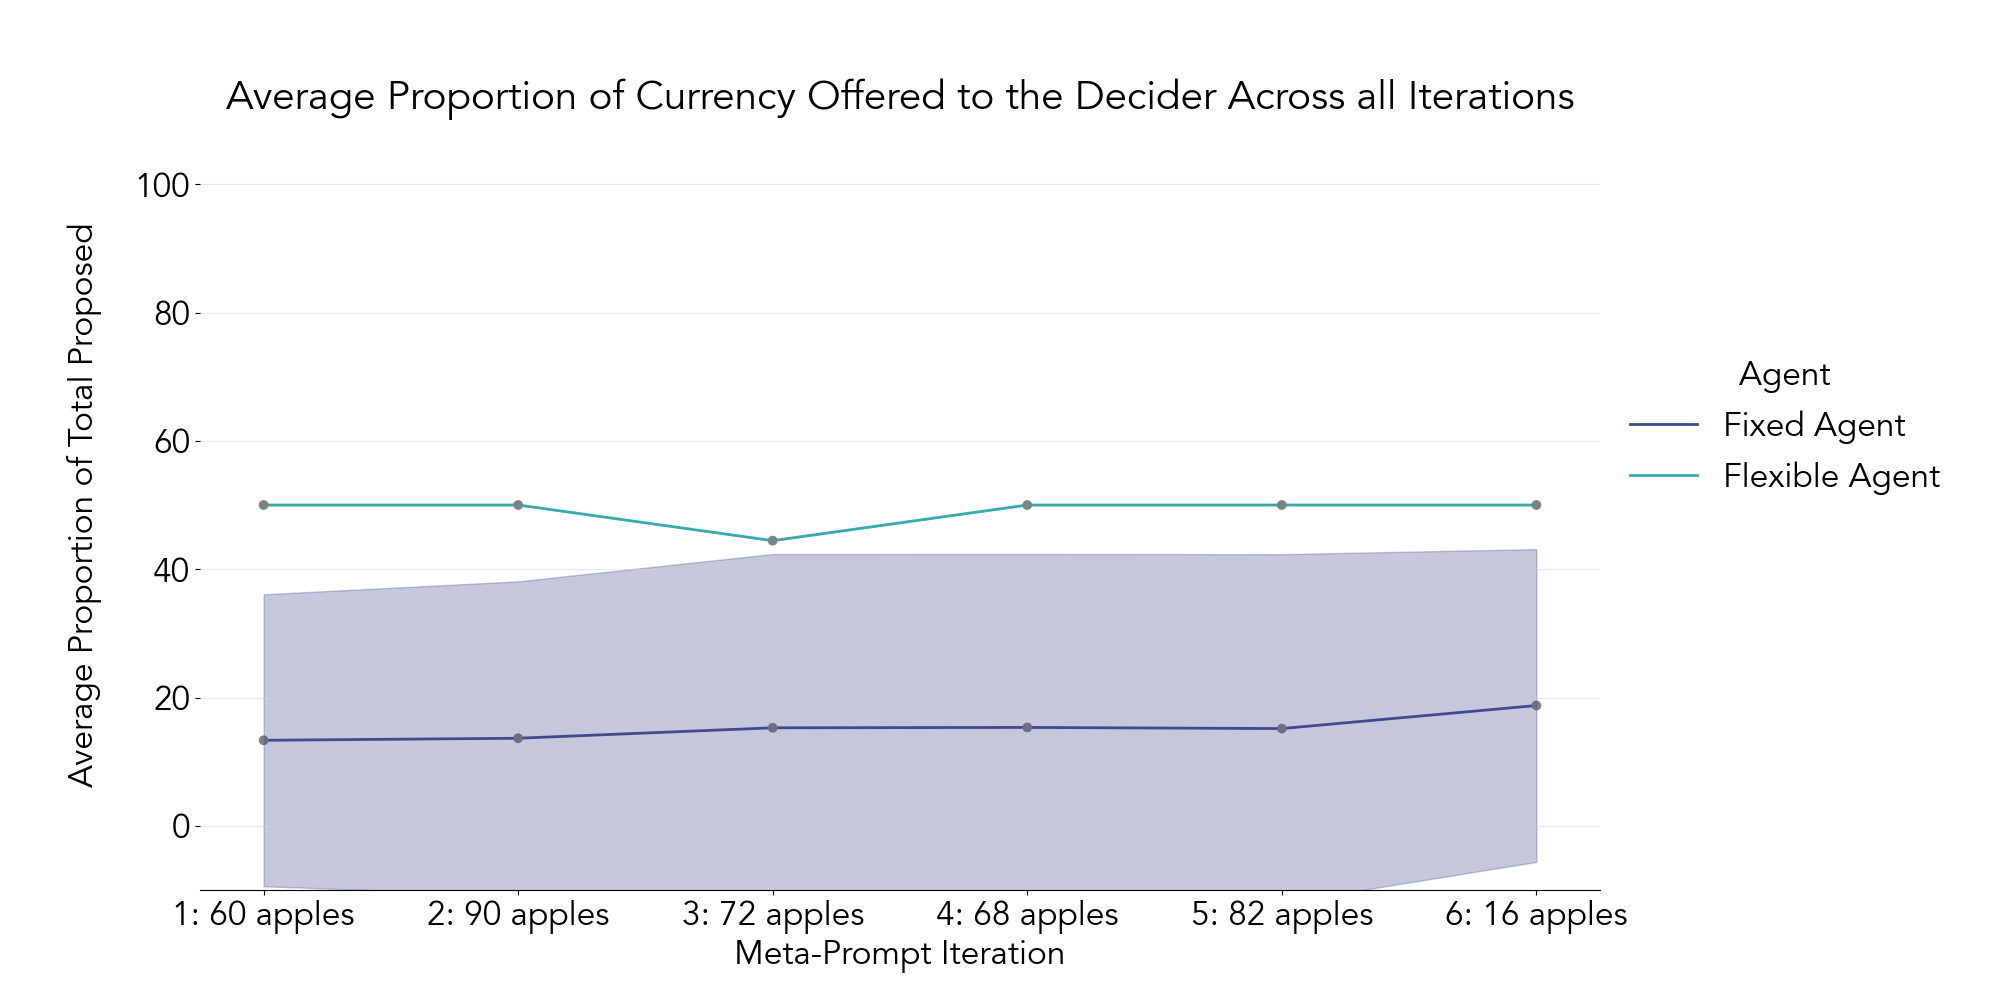 Average Proportion of Currency Offered to the Decider Across all Iterations
Average Proportion of Total Proposed
100
80
60
40
20
0
1: 60 apples
2: 90 apples
3: 72 apples
4: 68 apples
5: 82 apples
6: 16 apples
Meta-Prompt Iteration
Agent
Fixed Agent
Flexible Agent